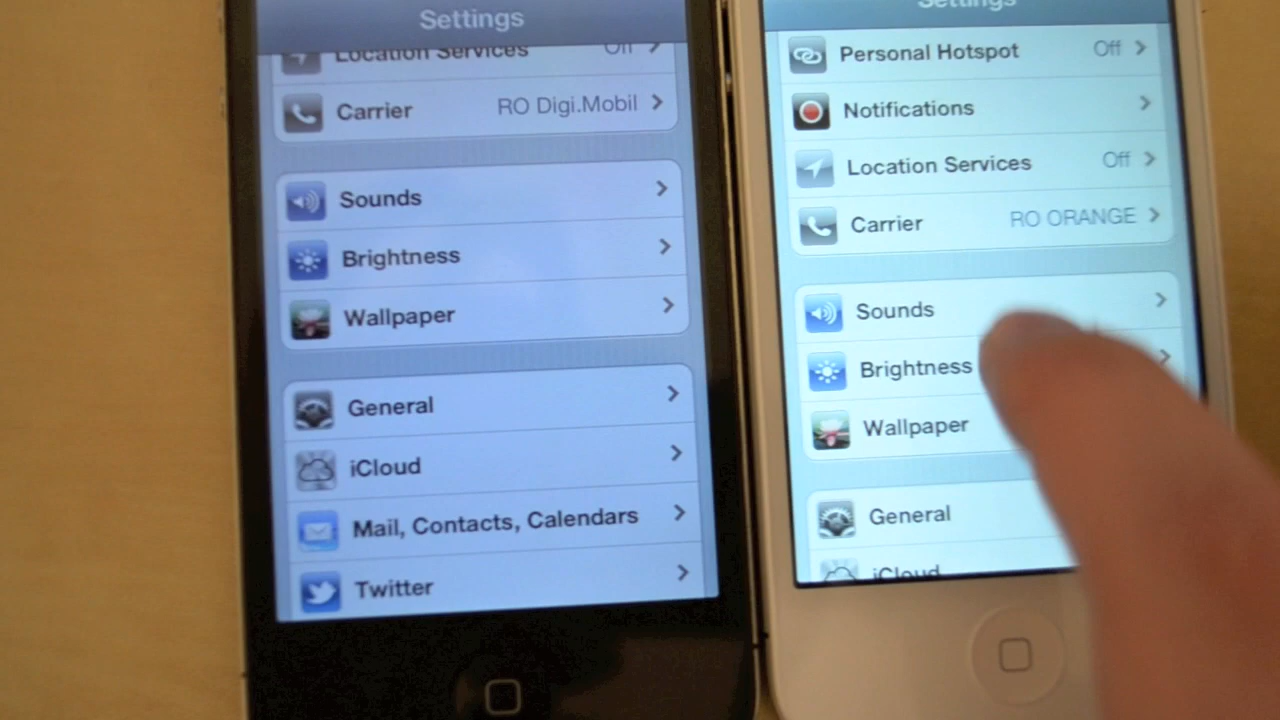 Settings
Location Services Off
Carrier RO Digi.Mobil
Sounds
Brightness
Wallpaper
General
iCloud
Mail, Contacts, Calendars
Twitter
Settings
Personal Hotspot Off
Notifications
Location Services Off
Carrier RO ORANGE
Sounds
Brightness
Wallpaper
General
iCloud